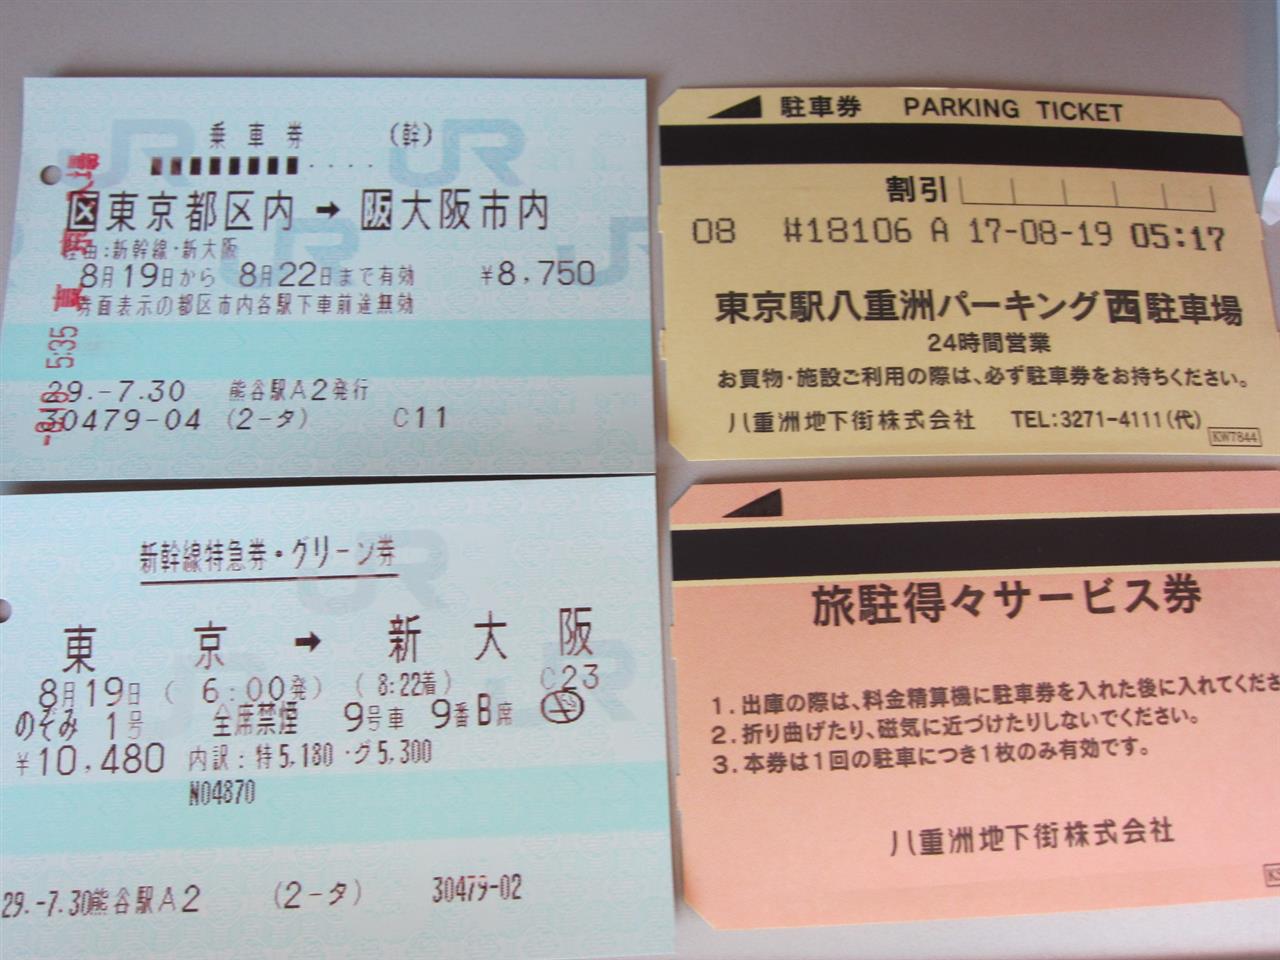 乗車券 (幹)
区東京都区内 → 阪大阪市内
経由:新幹線・新大阪
8月19日から 8月22日まで有効 ¥8,750
券面表示の都区市内各駅下車前途無効
29.-7.30 熊谷駅A2発行
30479-04 (2-タ) C11
5:35
新幹線特急券・グリーン券
東京 → 新大阪
8月19日 (6:00発) (8:22着) C23
のぞみ 1号 全席禁煙 9号車 9番B席
¥10,480 内訳:特5,180・グ5,300
N04870
29.-7.30熊谷駅A2 (2-タ) 30479-02
駐車券 PARKING TICKET
割引
08 #18106 A 17-08-19 05:17
東京駅八重洲パーキング西駐車場
24時間営業
お買物・施設ご利用の際は、必ず駐車券をお持ちください。
八重洲地下街株式会社 TEL:3271-4111(代)
KW7844
旅駐得々サービス券
1.出庫の際は、料金精算機に駐車券を入れた後に入れてくださ
2.折り曲げたり、磁気に近づけたりしないでください。
3.本券は1回の駐車につき1枚のみ有効です。
八重洲地下街株式会社